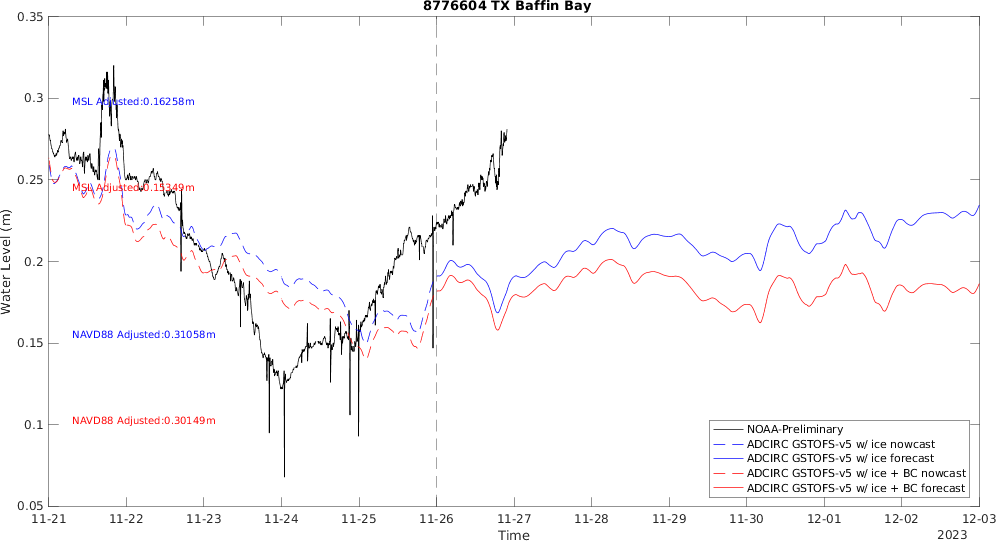 8776604 TX Baffin Bay
0.35
0.3
0.25
0.2
0.15
0.1
0.05
Water Level (m)
MSL Adjusted:0.16258m
MSL Adjusted:0.15349m
NAVD88 Adjusted:0.31058m
NAVD88 Adjusted:0.30149m
NOAA-Preliminary
ADCIRC GSTOFS-v5 w/ ice nowcast
ADCIRC GSTOFS-v5 w/ ice forecast
ADCIRC GSTOFS-v5 w/ ice + BC nowcast
ADCIRC GSTOFS-v5 w/ ice + BC forecast
11-21 11-22 11-23 11-24 11-25 11-26 11-27 11-28 11-29 11-30 12-01 12-02 12-03
Time
2023